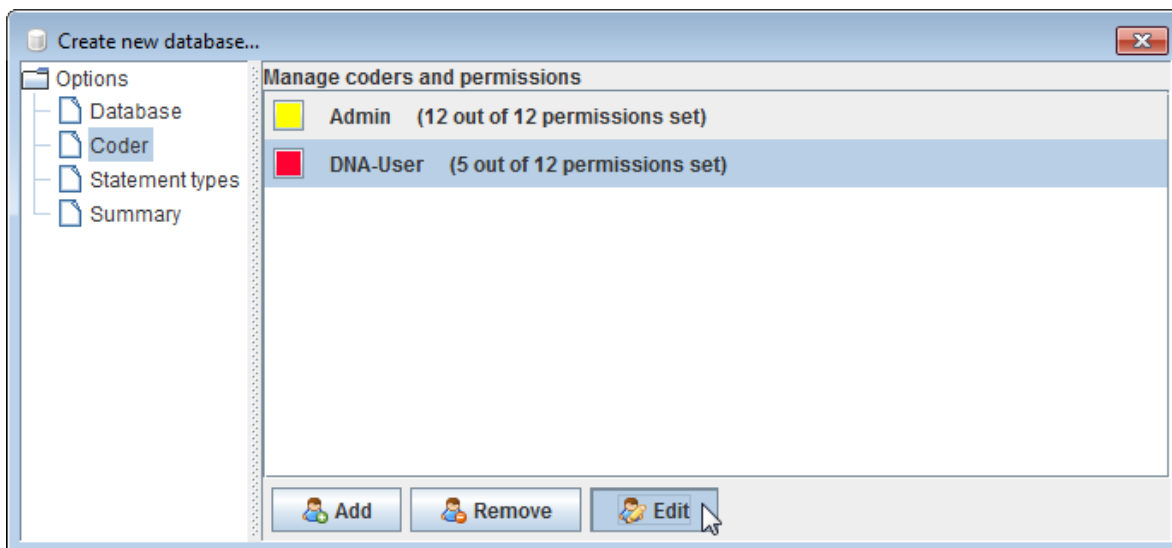 Create new database...
Options
Database
Coder
Statement types
Summary
Manage coders and permissions
Admin (12 out of 12 permissions set)
DNA-User (5 out of 12 permissions set)
Add Remove Edit